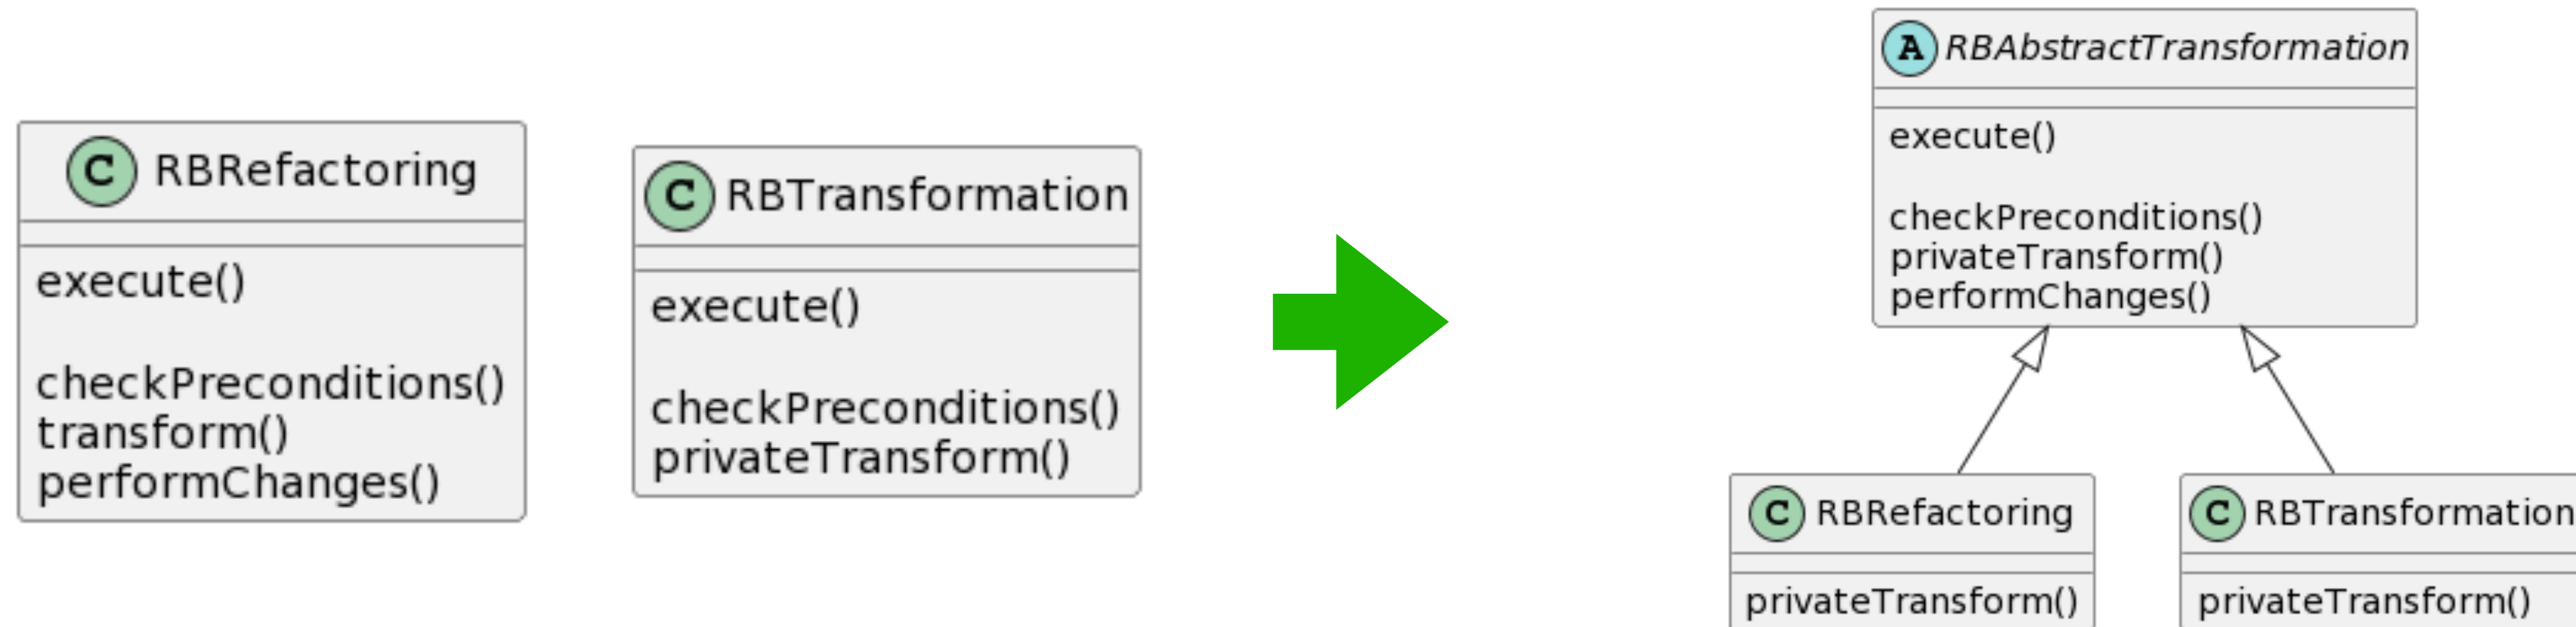 C RBRefactoring
execute()
checkPreconditions()
transform()
performChanges()
C RBTransformation
execute()
checkPreconditions()
privateTransform()
A RBAbstractTransformation
execute()
checkPreconditions()
privateTransform()
performChanges()
C RBRefactoring
privateTransform()
C RBTransformation
privateTransform()